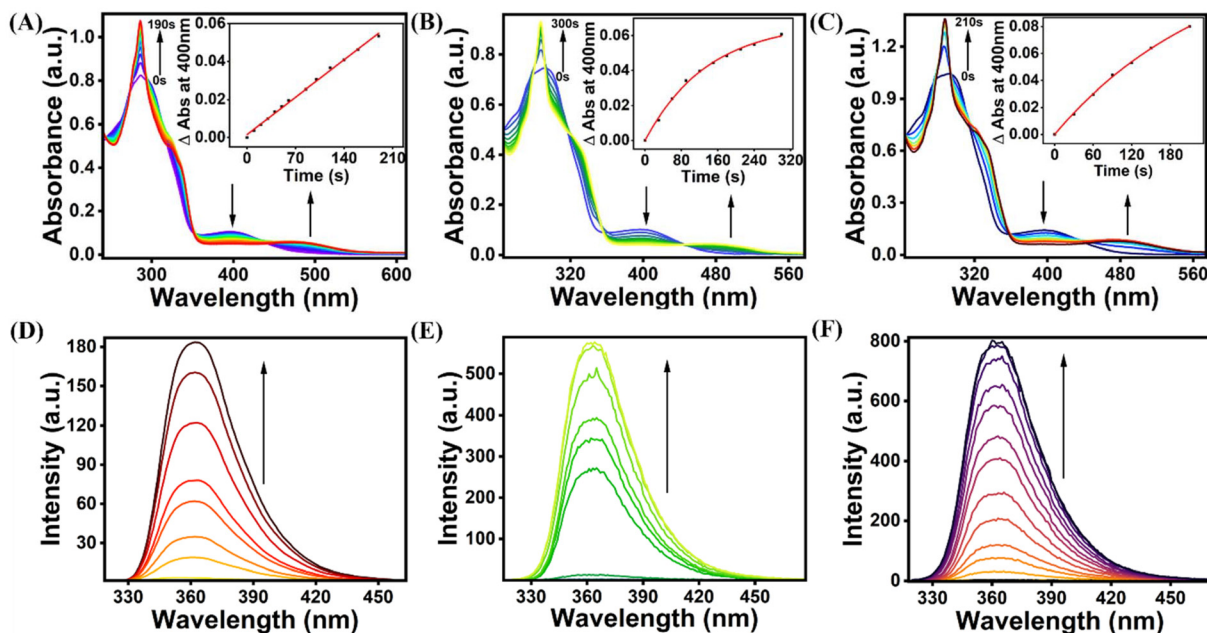 (A)
Absorbance (a.u.)
1.0
0.8
0.6
0.4
0.2
0.0
300 400 500 600
Wavelength (nm)
190s
0s
Δ Abs at 400nm
0.06
0.04
0.02
0.00
0 70 140 210
Time (s)
(B)
Absorbance (a.u.)
0.8
0.6
0.4
0.2
0.0
320 400 480 560
Wavelength (nm)
300s
0s
Δ Abs at 400nm
0.06
0.04
0.02
0.00
0 80 160 240 320
Time (s)
(C)
Absorbance (a.u.)
1.2
0.9
0.6
0.3
0.0
320 400 480 560
Wavelength (nm)
210s
0s
Δ Abs at 400nm
0.08
0.06
0.04
0.02
0.00
0 60 120 180
Time (s)
(D)
Intensity (a.u.)
180
150
120
90
60
30
330 360 390 420 450
Wavelength (nm)
(E)
Intensity (a.u.)
500
400
300
200
100
330 360 390 420 450
Wavelength (nm)
(F)
Intensity (a.u.)
800
600
400
200
0
330 360 390 420 450
Wavelength (nm)